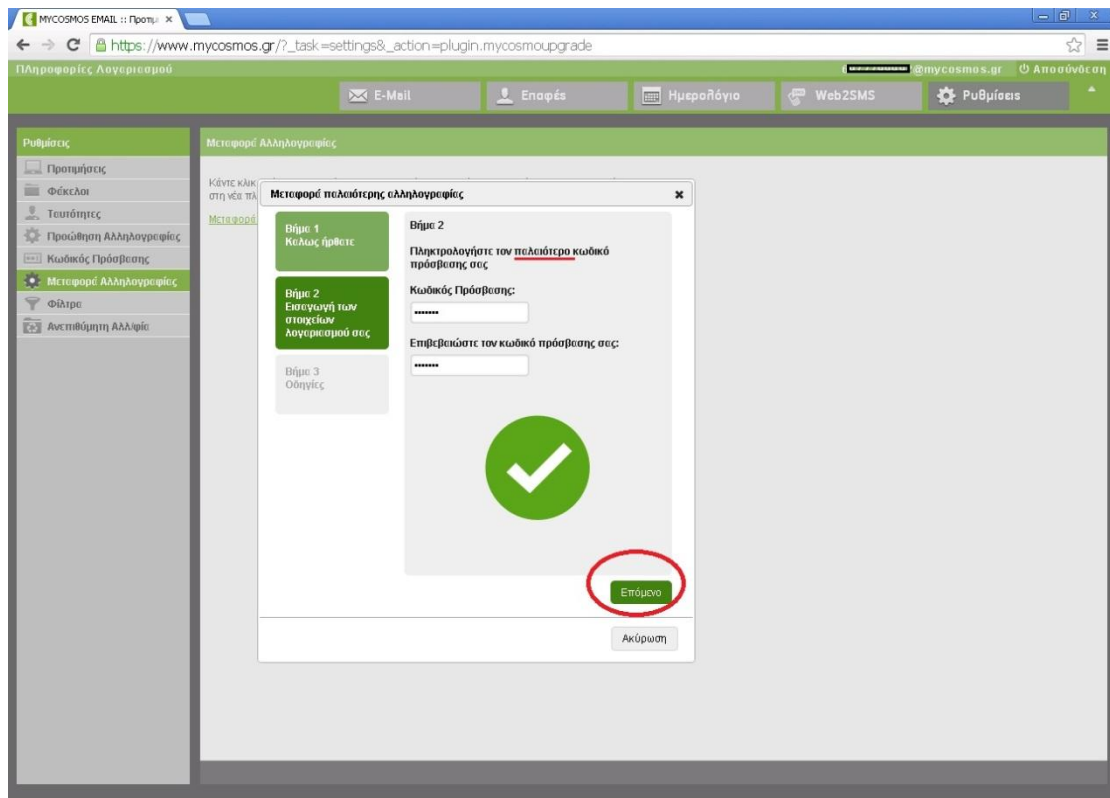 MYCOSMOS EMAIL :: Προτιμ
https://www.mycosmos.gr/?_task=settings&_action=plugin.mycosmoupgrade
Πληροφορίες Λογαριασμού
@mycosmos.gr Αποσύνδεση
E-Mail Επαφές Ημερολόγιο Web2SMS Ρυθμίσεις
Ρυθμίσεις
Προτιμήσεις
Φάκελοι
Ταυτότητες
Προώθηση Αλληλογραφίας
Κωδικός Πρόσβασης
Μεταφορά Αλληλογραφίας
Φίλτρα
Ανεπιθύμητη Αλλ/φία
Μεταφορά Αλληλογραφίας
Κάντε κλικ
στη νέα πλ
Μεταφορά
Μεταφορά παλαιότερης αλληλογραφίας
Βήμα 1
Καλως ήρθατε
Βήμα 2
Εισαγωγή των
στοιχείων
λογαριασμού σας
Βήμα 3
Οδηγίες
Βήμα 2
Πληκτρολογήστε τον παλαιότερο κωδικό
πρόσβασης σας
Κωδικός Πρόσβασης:
•••••••
Επιβεβαιώστε τον κωδικό πρόσβασης σας:
•••••••
Επόμενο
Ακύρωση